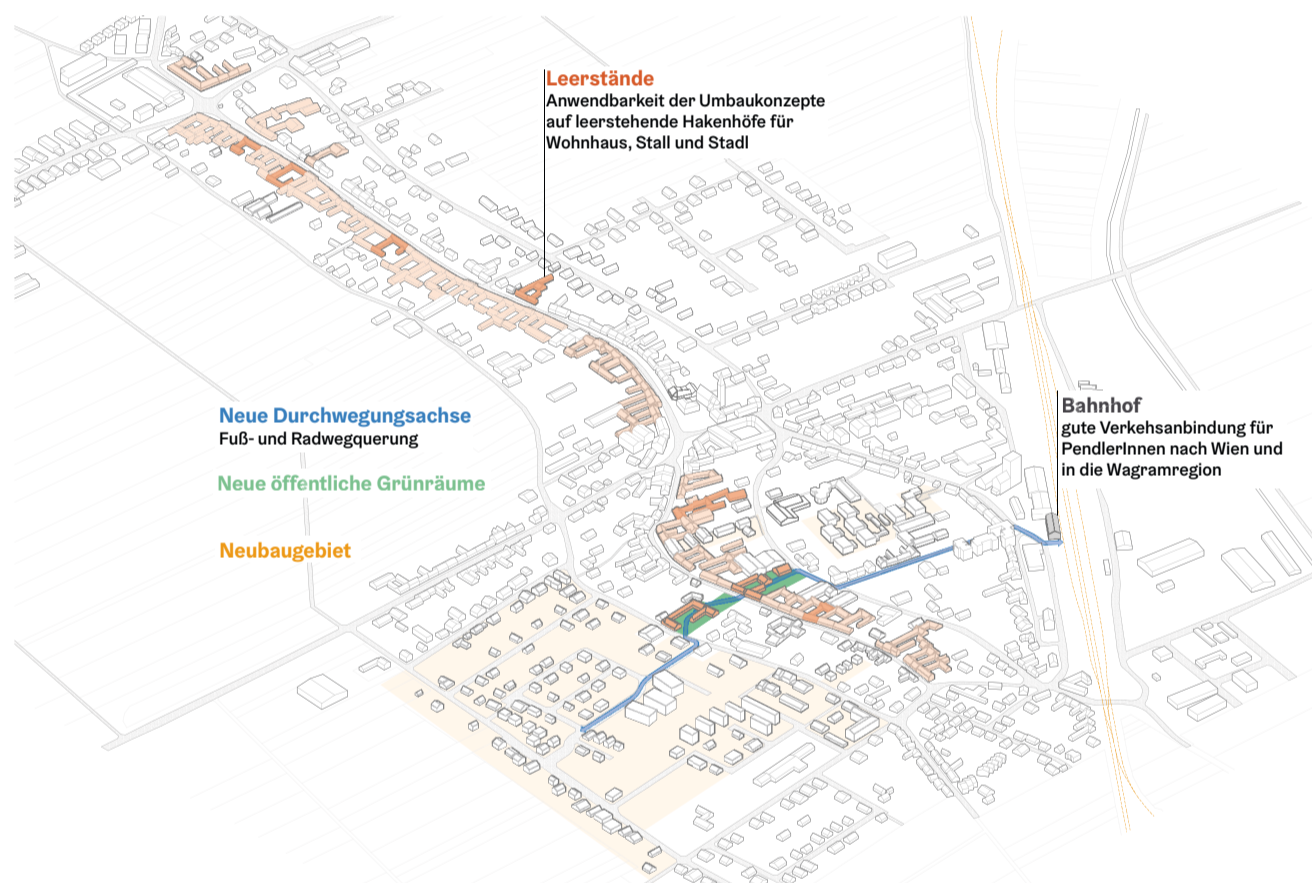 Leerstände
Anwendbarkeit der Umbaukonzepte
auf leerstehende Hakenhöfe für
Wohnhaus, Stall und Stadl
Neue Durchwegungsachse
Fuß- und Radwegquerung
Neue öffentliche Grünräume
Neubaugebiet
Bahnhof
gute Verkehsanbindung für
PendlerInnen nach Wien und
in die Wagramregion